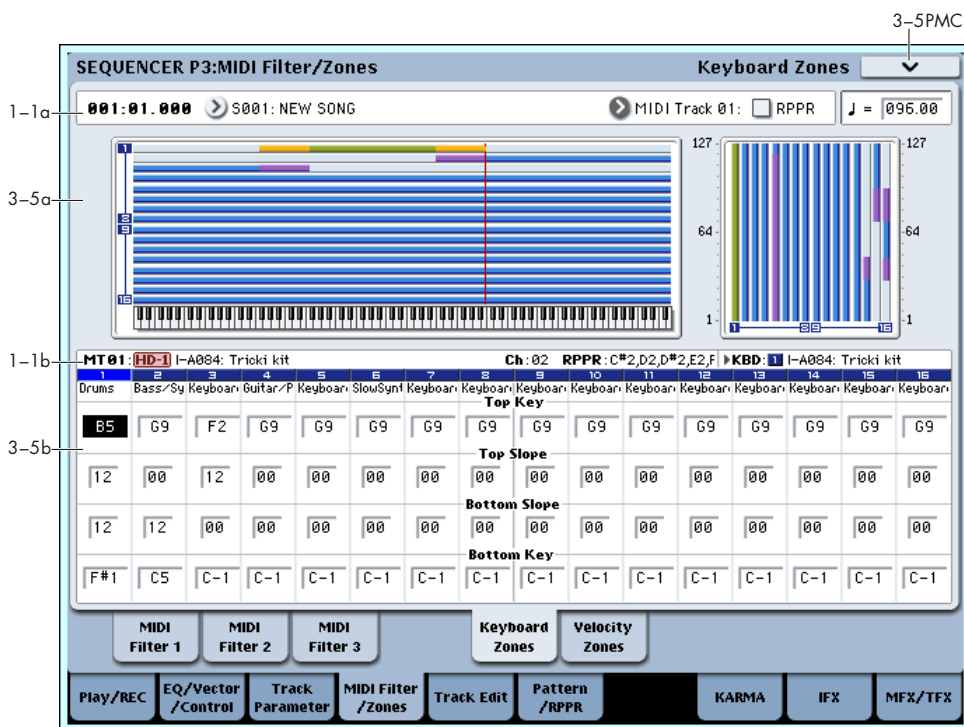 3–5PMC
SEQUENCER P3:MIDI Filter/Zones
Keyboard Zones
1–1a
001:01.000
S001: NEW SONG
MIDI Track 01:
RPPR
♩ = 096.00
3–5a
1
8
9
16
127
64
1
127
64
1
1
8
9
16
1–1b
MT01: HD-1 I-A084: Tricki kit
Ch:02 RPPR:C#2,D2,D#2,E2,F
KBD: 1 I-A084: Tricki kit
1 2 3 4 5 6 7 8 9 10 11 12 13 14 15 16
Drums Bass/Sy Keyboar Guitar/P Keyboar SlowSynt Keyboar Keyboar Keyboar Keyboar Keyboar Keyboar Keyboar Keyboar Keyboar Keyboar
Top Key
B5 G9 F2 G9 G9 G9 G9 G9 G9 G9 G9 G9 G9 G9 G9 G9
3–5b
Top Slope
12 00 12 00 00 00 00 00 00 00 00 00 00 00 00 00
Bottom Slope
12 12 00 00 00 00 00 00 00 00 00 00 00 00 00 00
Bottom Key
F#1 C5 C-1 C-1 C-1 C-1 C-1 C-1 C-1 C-1 C-1 C-1 C-1 C-1 C-1 C-1
MIDI
Filter 1
MIDI
Filter 2
MIDI
Filter 3
Keyboard
Zones
Velocity
Zones
Play/REC
EQ/Vector
/Control
Track
Parameter
MIDI Filter
/Zones
Track Edit
Pattern
/RPPR
KARMA
IFX
MFX/TFX